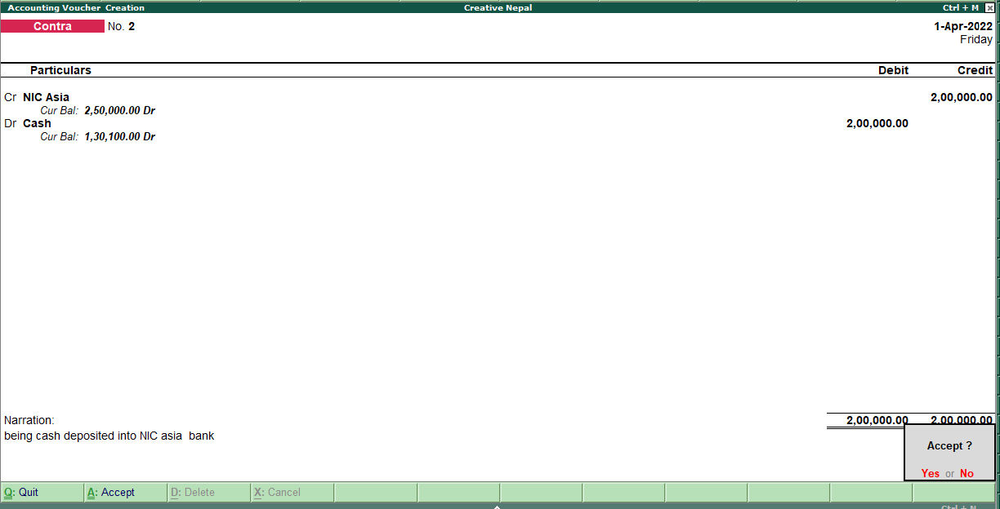 Accounting Voucher Creation Creative Nepal Ctrl + M
Contra No. 2 1-Apr-2022
Friday
Particulars Debit Credit
Cr NIC Asia 2,00,000.00
Cur Bal: 2,50,000.00 Dr
Dr Cash 2,00,000.00
Cur Bal: 1,30,100.00 Dr
Narration: 2,00,000.00 2,00,000.00
being cash deposited into NIC asia bank
Accept ?
Yes or No
Q: Quit A: Accept D: Delete X: Cancel
Ctrl + N